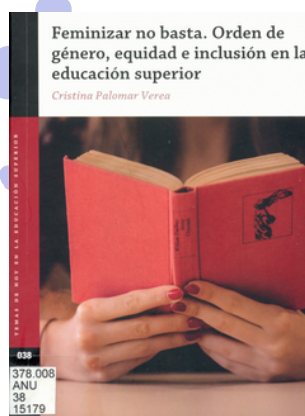 Feminizar no basta. Orden de
género, equidad e inclusión en la
educación superior
Cristina Palomar Verea
TEMAS DE HOY EN LA EDUCACIÓN SUPERIOR
038
378.008
ANU
38
15179